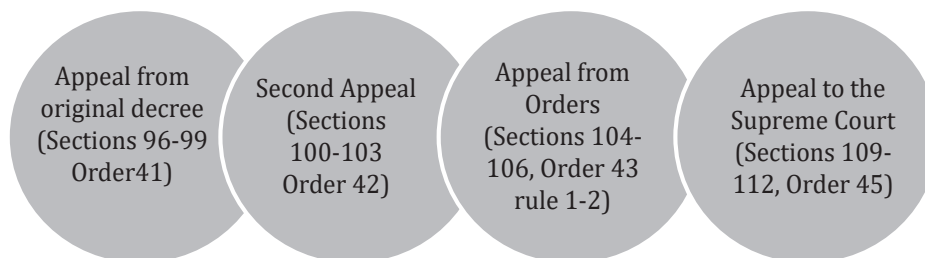 Appeal from
original decree
(Sections 96-99
Order41)
Second Appeal
(Sections
100-103
Order 42)
Appeal from
Orders
(Sections 104-
106, Order 43
rule 1-2)
Appeal to the
Supreme Court
(Sections 109-
112, Order 45)